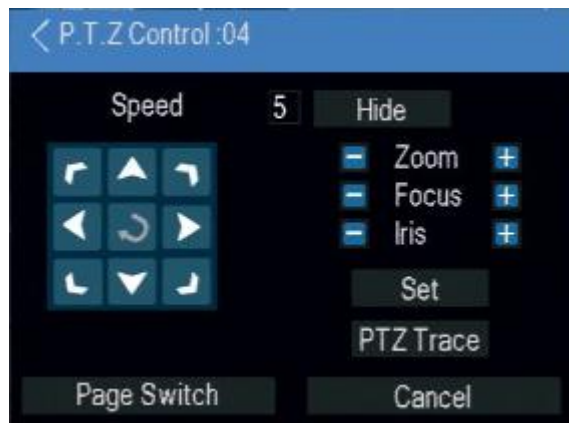 P.T.Z Control :04
Speed 5 Hide
Zoom
Focus
Iris
Set
PTZ Trace
Page Switch Cancel